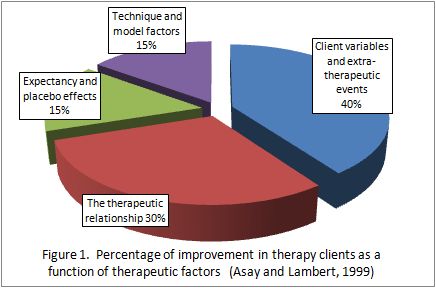 Technique and
model factors
15%
Client variables
and extra-
therapeutic
events
40%
Expectancy and
placebo effects
15%
The therapeutic
relationship 30%
Figure 1.  Percentage of improvement in therapy clients as a
function of therapeutic factors  (Asay and Lambert, 1999)